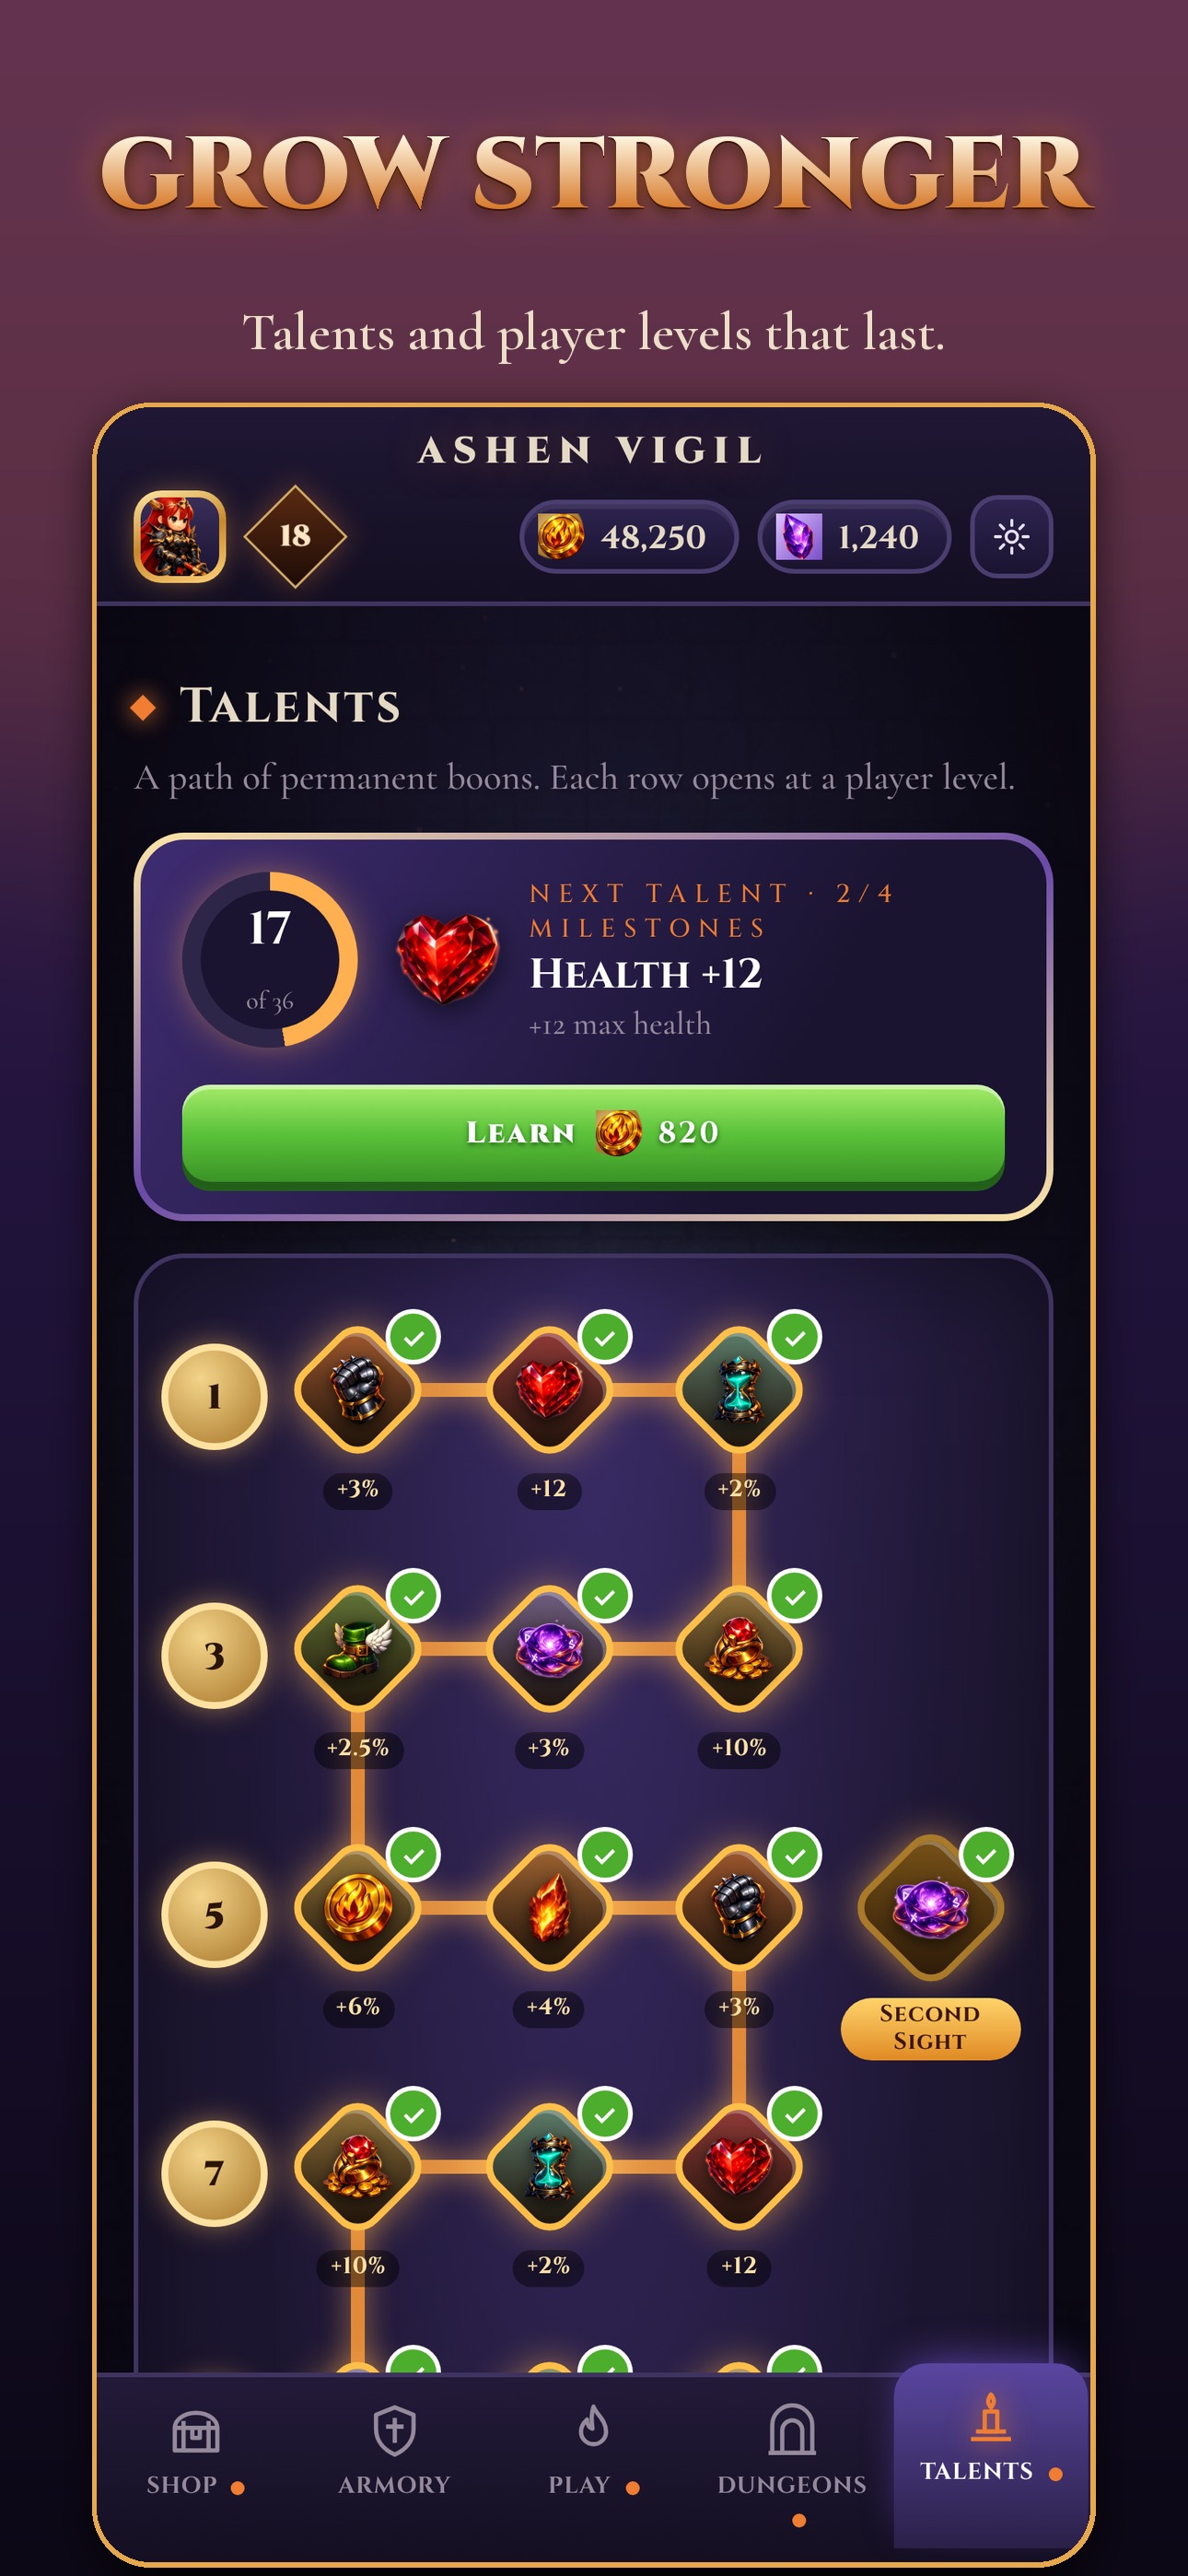 GROW STRONGER
Talents and player levels that last.
ASHEN VIGIL
18
48,250
1,240
Talents
A path of permanent boons. Each row opens at a player level.
17
of 36
NEXT TALENT · 2/4
MILESTONES
Health +12
+12 max health
Learn 820
1
+3%
+12
+2%
3
+2.5%
+3%
+10%
5
+6%
+4%
+3%
Second
Sight
7
+10%
+2%
+12
SHOP
ARMORY
PLAY
DUNGEONS
TALENTS